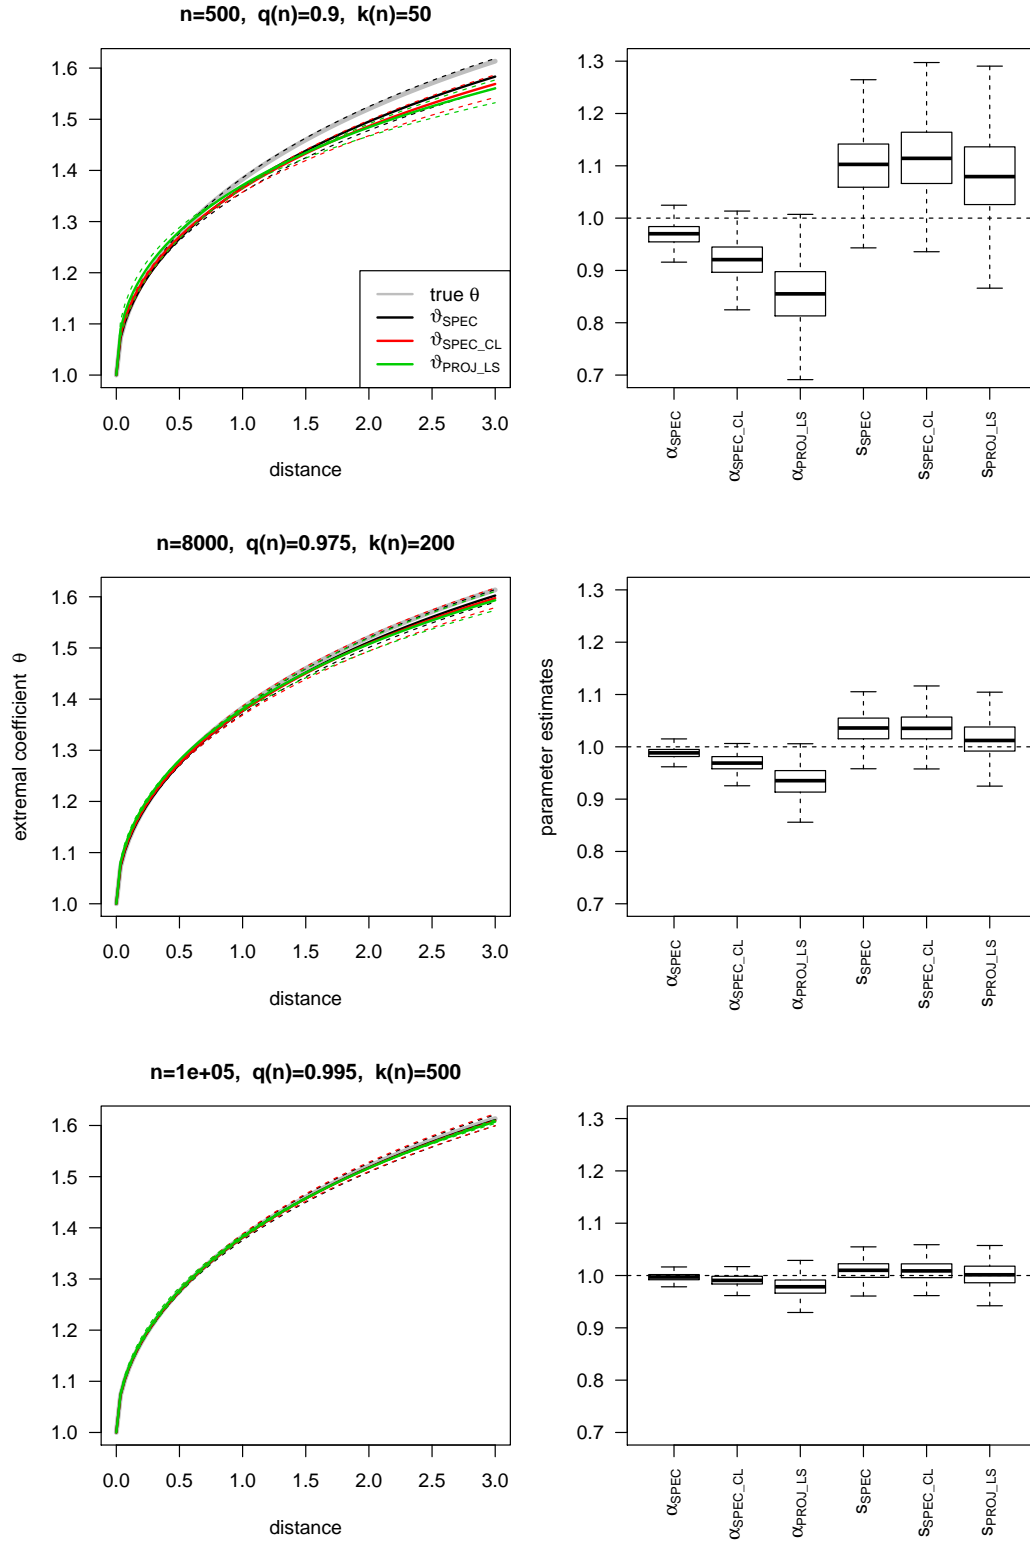 n=500, q(n)=0.9, k(n)=50
1.6
1.5
1.4
1.3
1.2
1.1
1.0
true θ
ϑSPEC
ϑSPEC_CL
ϑPROJ_LS
0.0 0.5 1.0 1.5 2.0 2.5 3.0
distance
1.3
1.2
1.1
1.0
0.9
0.8
0.7
αSPEC
αSPEC_CL
αPROJ_LS
sSPEC
sSPEC_CL
sPROJ_LS
n=8000, q(n)=0.975, k(n)=200
extremal coefficient θ
1.6
1.5
1.4
1.3
1.2
1.1
1.0
0.0 0.5 1.0 1.5 2.0 2.5 3.0
distance
parameter estimates
1.3
1.2
1.1
1.0
0.9
0.8
0.7
αSPEC
αSPEC_CL
αPROJ_LS
sSPEC
sSPEC_CL
sPROJ_LS
n=1e+05, q(n)=0.995, k(n)=500
1.6
1.5
1.4
1.3
1.2
1.1
1.0
0.0 0.5 1.0 1.5 2.0 2.5 3.0
distance
1.3
1.2
1.1
1.0
0.9
0.8
0.7
αSPEC
αSPEC_CL
αPROJ_LS
sSPEC
sSPEC_CL
sPROJ_LS